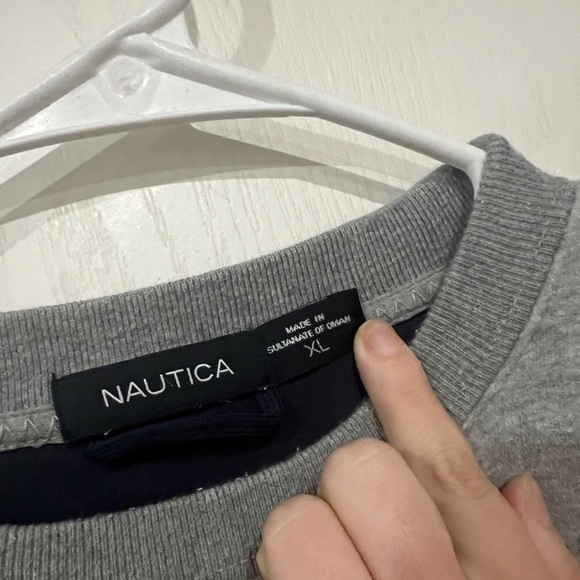 NAUTICA
MADE IN
SULTANATE OF OMAN
XL